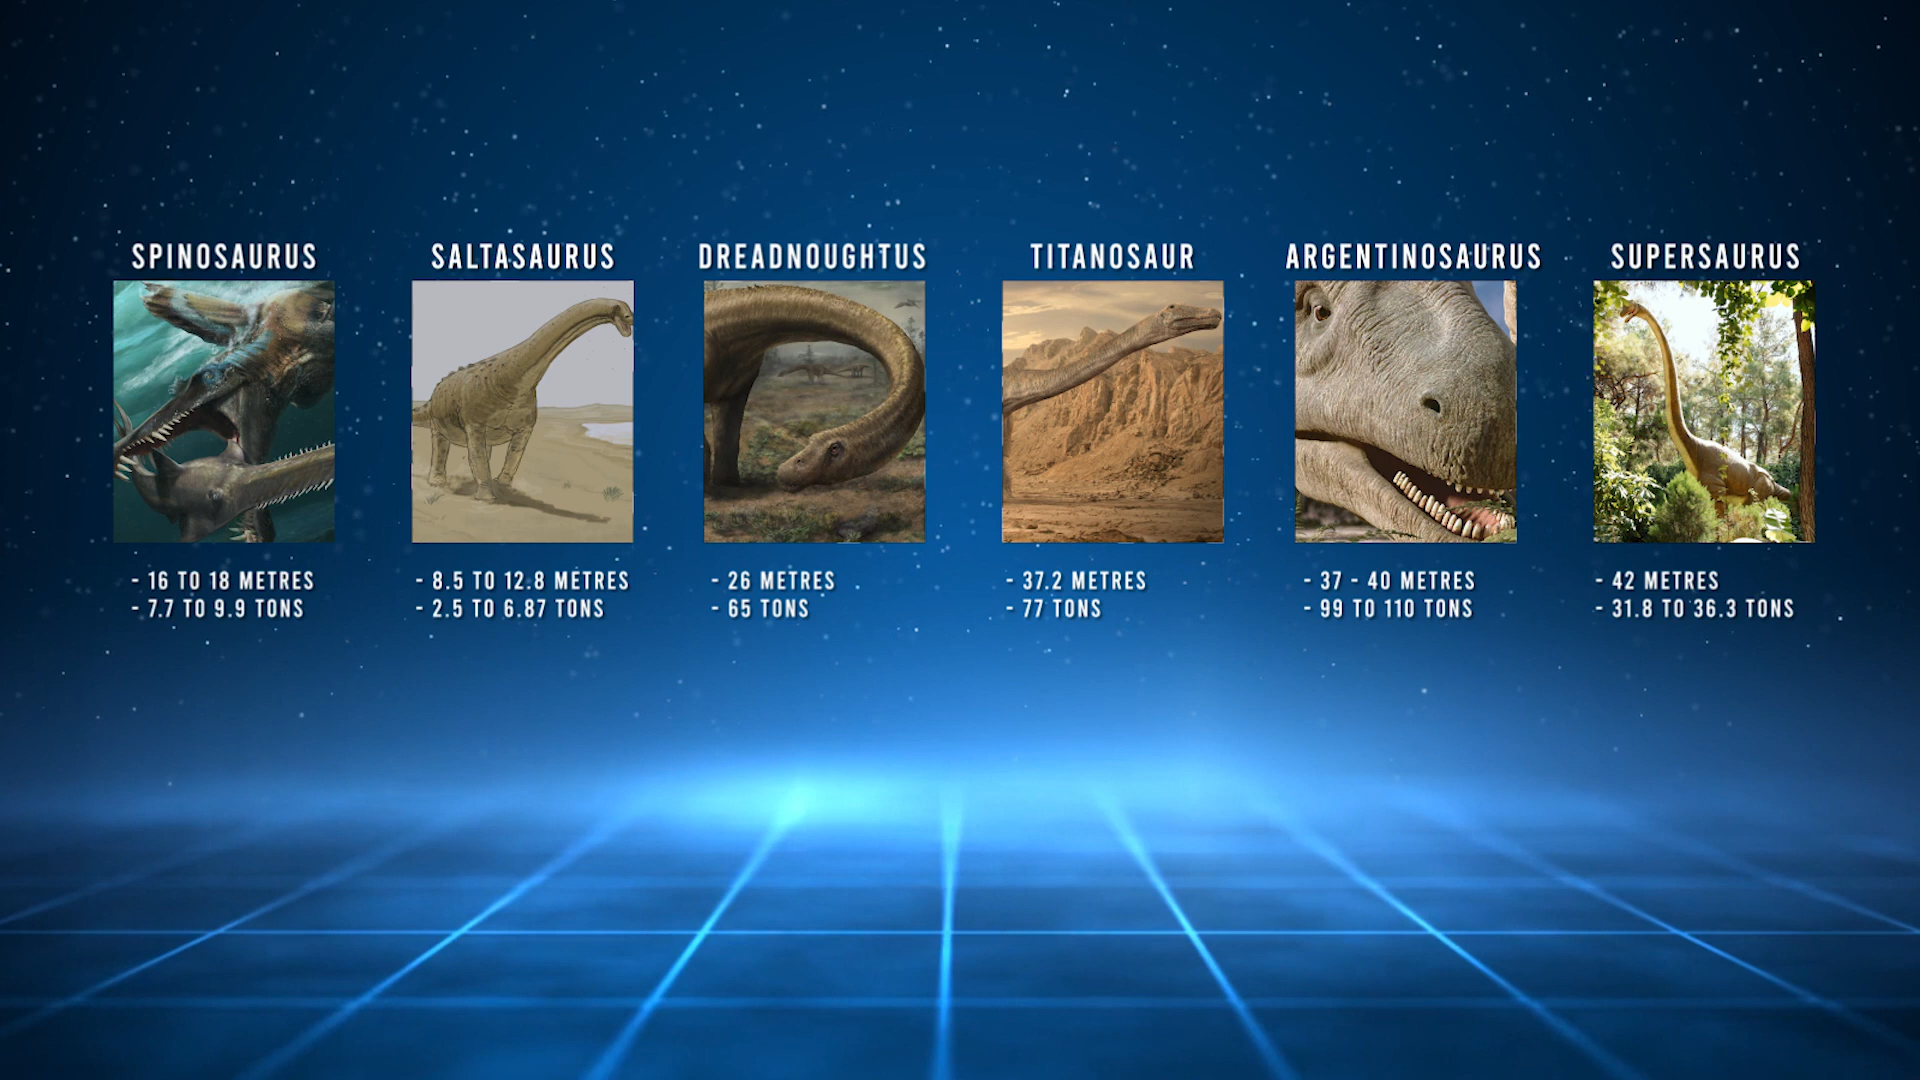 SPINOSAURUS
- 16 TO 18 METRES
- 7.7 TO 9.9 TONS
SALTASAURUS
- 8.5 TO 12.8 METRES
- 2.5 TO 6.87 TONS
DREADNOUGHTUS
- 26 METRES
- 65 TONS
TITANOSAUR
- 37.2 METRES
- 77 TONS
ARGENTINOSAURUS
- 37 - 40 METRES
- 99 TO 110 TONS
SUPERSAURUS
- 42 METRES
- 31.8 TO 36.3 TONS